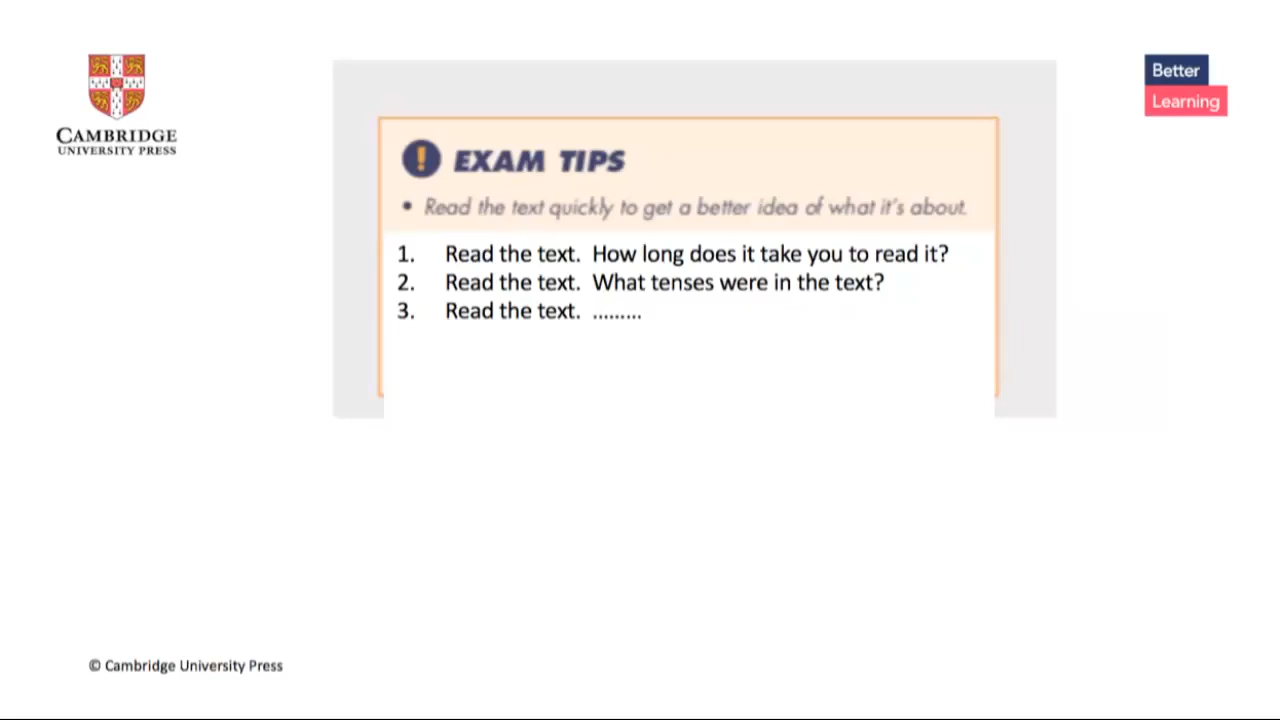 CAMBRIDGE
UNIVERSITY PRESS
Better
Learning
! EXAM TIPS
• Read the text quickly to get a better idea of what it's about.
1. Read the text. How long does it take you to read it?
2. Read the text. What tenses were in the text?
3. Read the text. .........
© Cambridge University Press